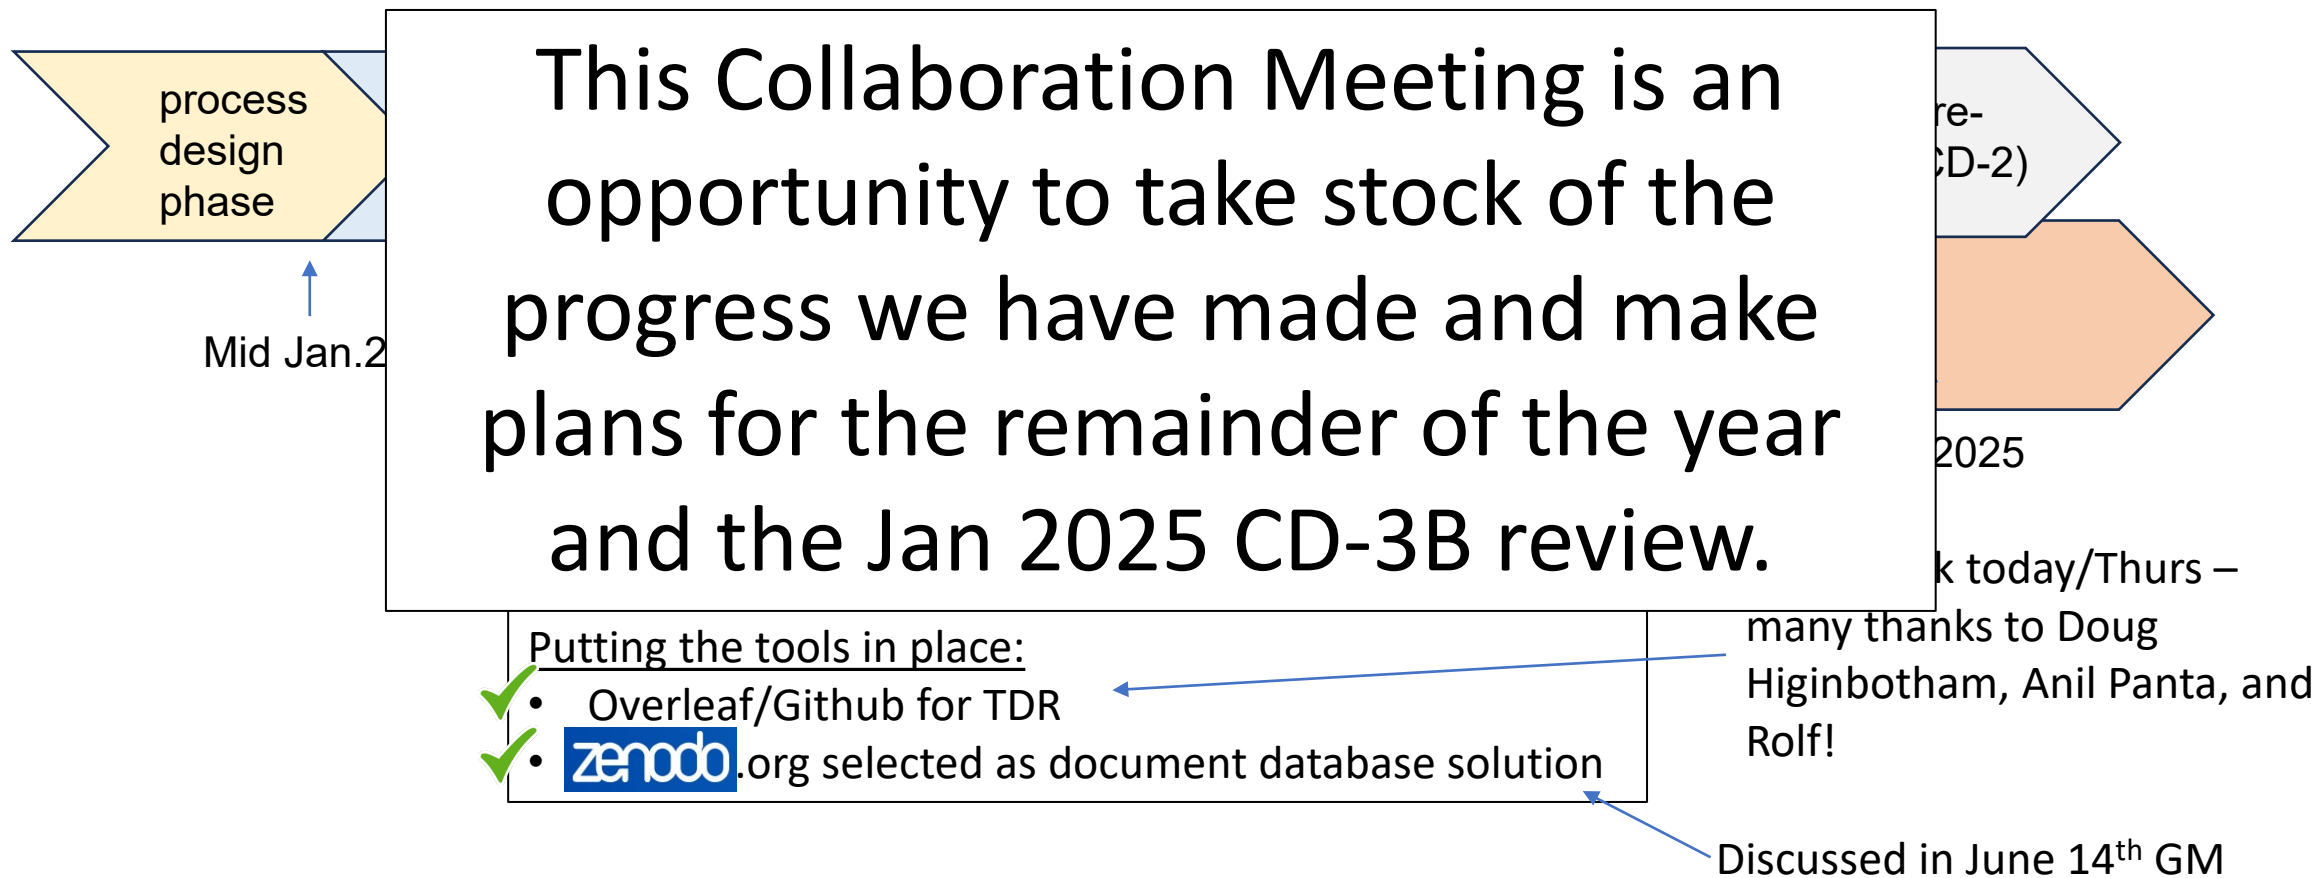 process
design
phase
Mid Jan.2
This Collaboration Meeting is an
opportunity to take stock of the
progress we have made and make
plans for the remainder of the year
and the Jan 2025 CD-3B review.
re-
CD-2)
2025
k today/Thurs –
many thanks to Doug
Higinbotham, Anil Panta, and
Rolf!
Putting the tools in place:
• Overleaf/Github for TDR
• zenodo.org selected as document database solution
Discussed in June 14th GM